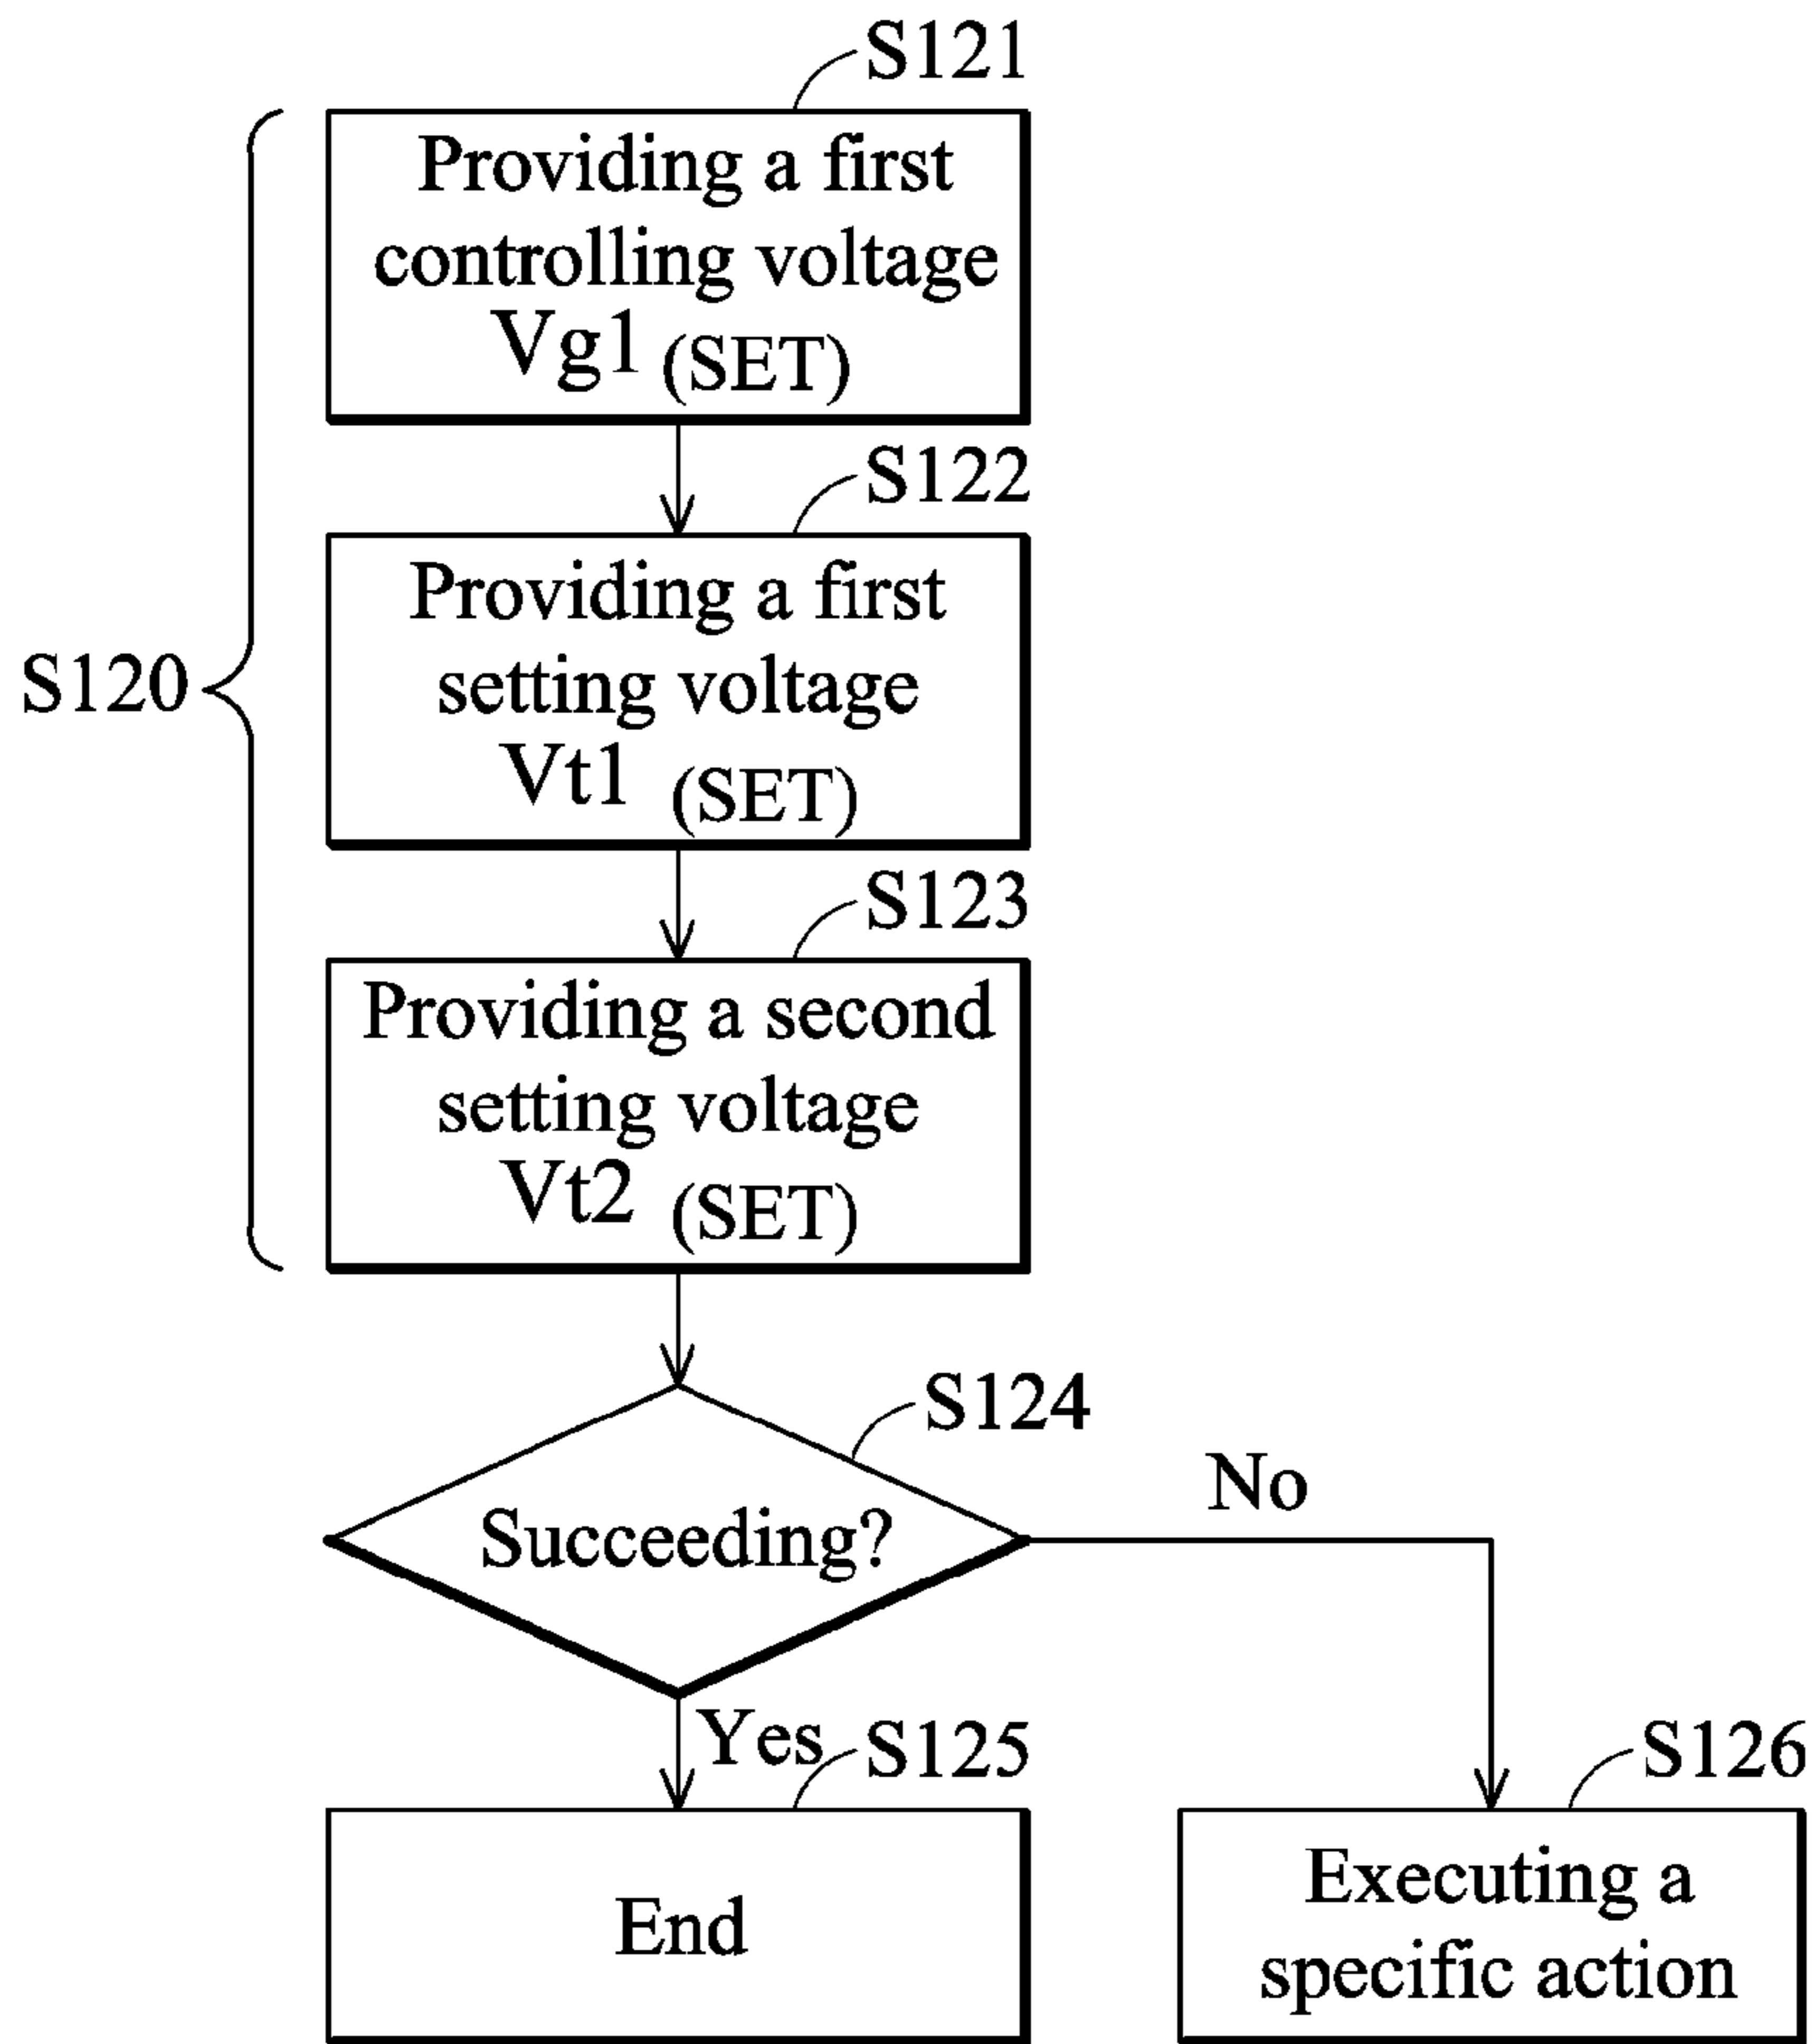 S121
Providing a first
controlling voltage
Vg1 (SET)
S122
Providing a first
setting voltage
Vt1 (SET)
S120
S123
Providing a second
setting voltage
Vt2 (SET)
S124
Succeeding?
No
Yes
S125
End
S126
Executing a
specific action